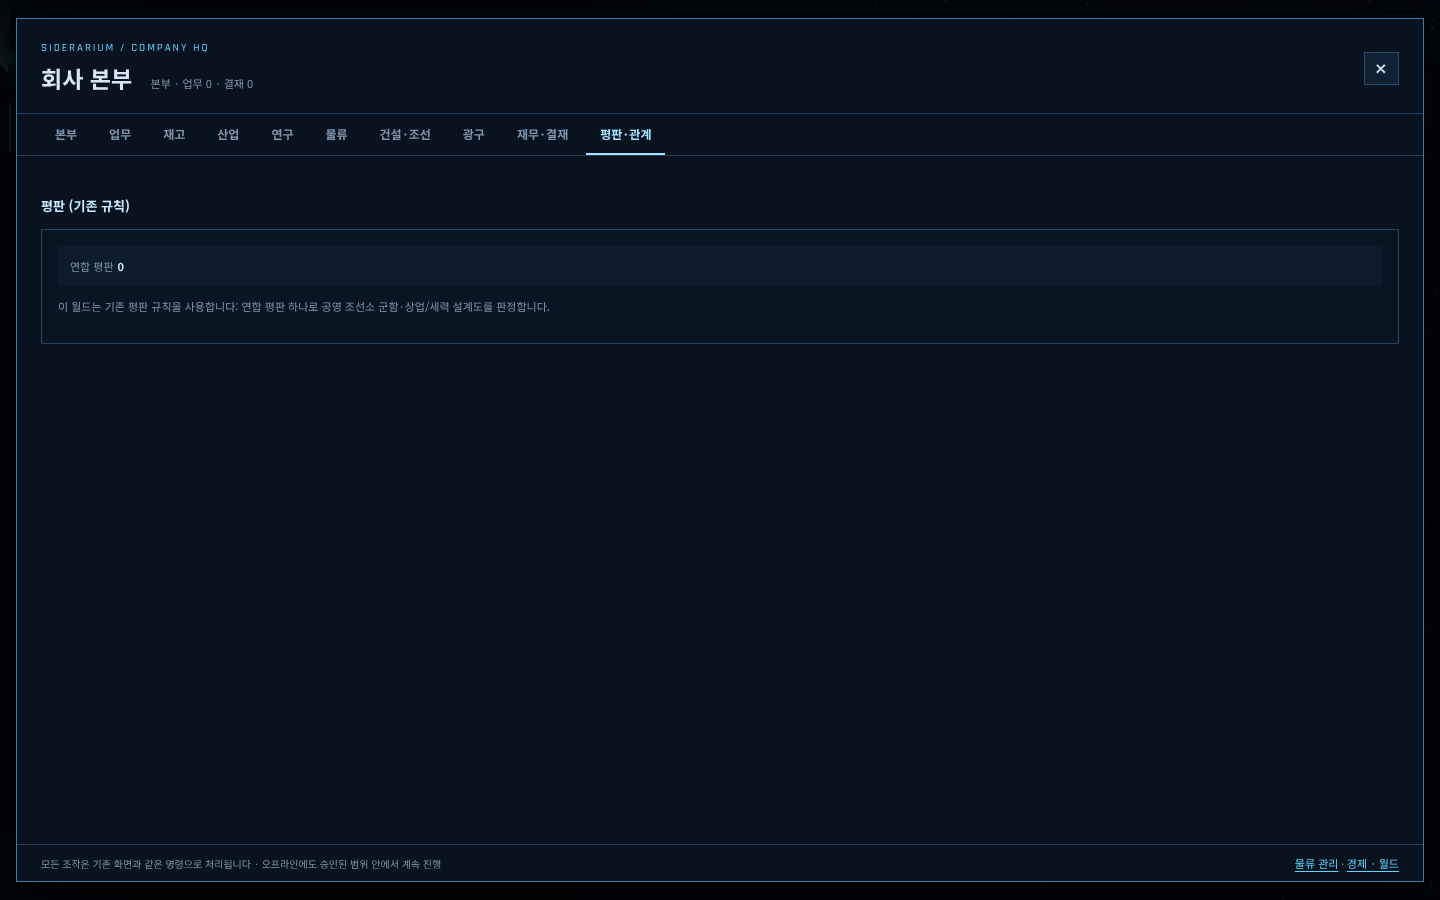 SIDERARIUM / COMPANY HQ
회사 본부 본부 · 업무 0 · 결재 0
×
본부 업무 재고 산업 연구 물류 건설·조선 광구 재무·결재 평판·관계
평판 (기존 규칙)
연합 평판 0
이 월드는 기존 평판 규칙을 사용합니다: 연합 평판 하나로 공영 조선소 군함·상업/세력 설계도를 판정합니다.
모든 조작은 기존 화면과 같은 명령으로 처리됩니다 · 오프라인에도 승인된 범위 안에서 계속 진행
물류 관리 · 경제 · 월드